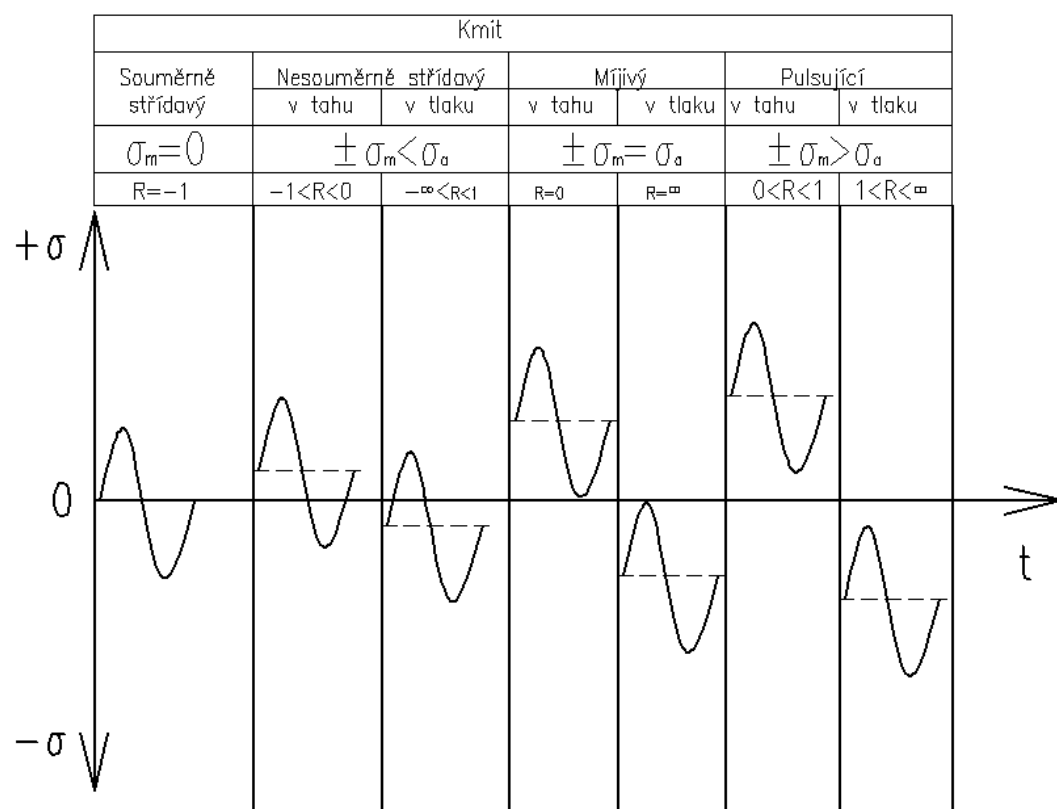 Kmit
Souměrně
střídavý
Nesouměrně střídavý
Míjivý
Pulsující
v tahu
v tlaku
v tahu
v tlaku
v tahu
v tlaku
σm=0
± σm<σa
± σm=σa
± σm>σa
R=-1
-1<R<0
-∞<R<1
R=0
R=∞
0<R<1
1<R<∞
+σ
0
t
-σ